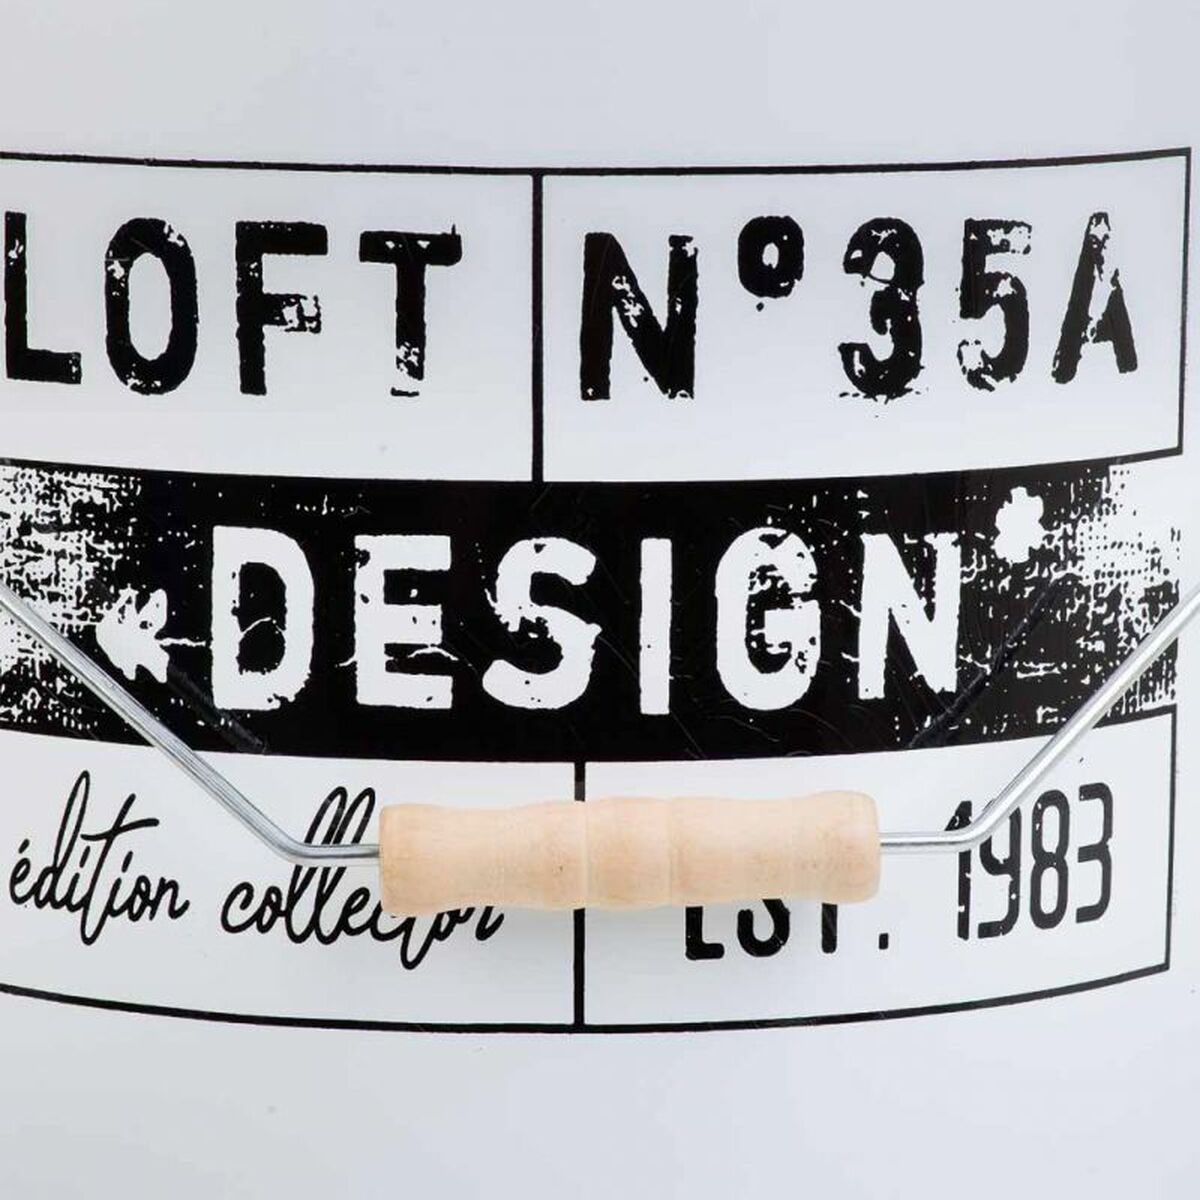 LOFT N°35A
*DESIGN*
édition collector EST. 1983